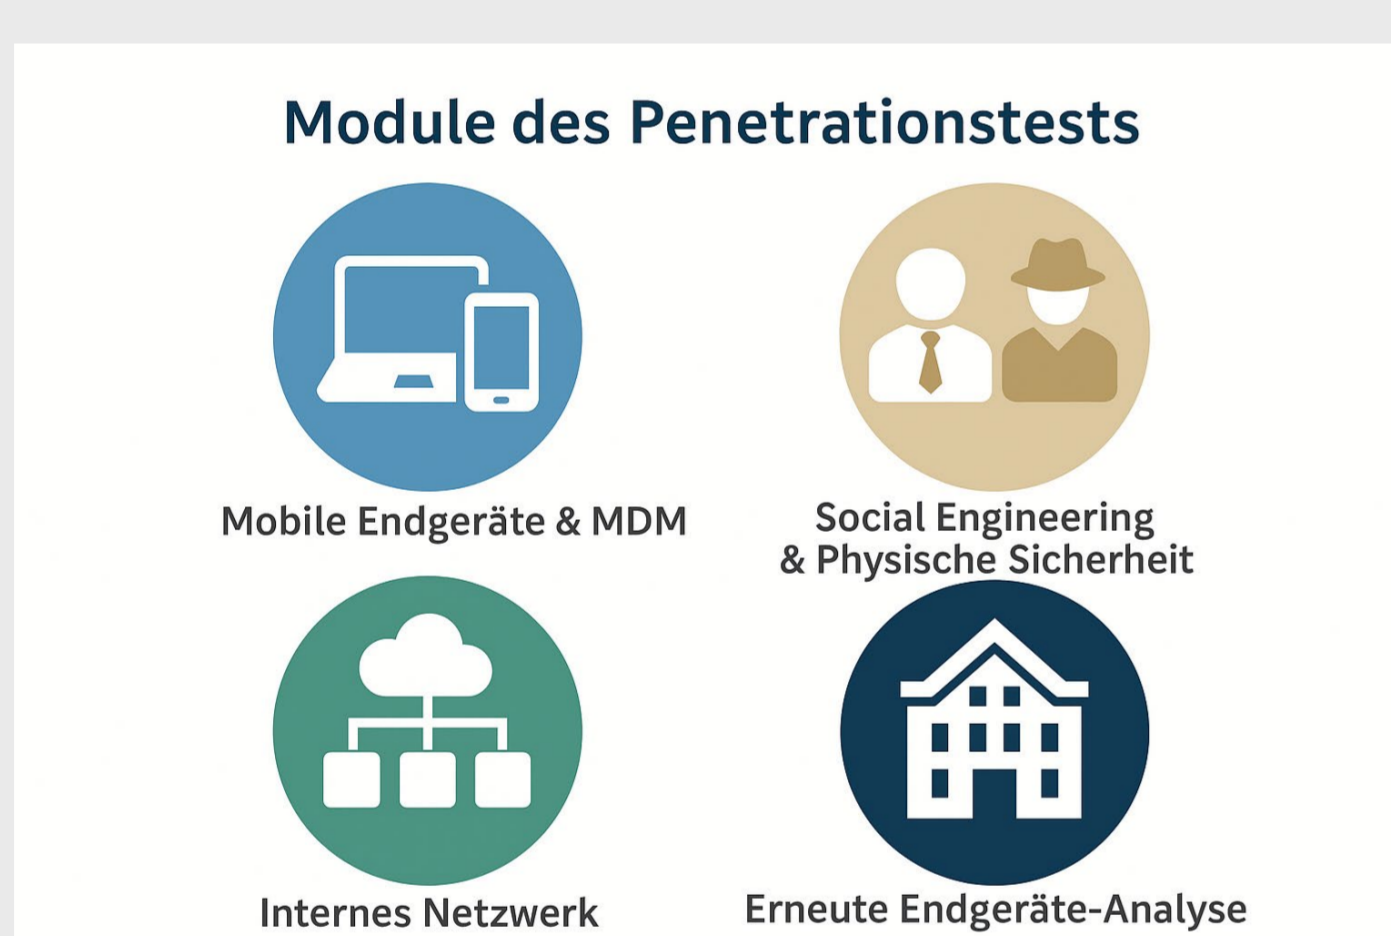 Module des Penetrationstests
Mobile Endgeräte & MDM
Social Engineering
& Physische Sicherheit
Internes Netzwerk
Erneute Endgeräte-Analyse